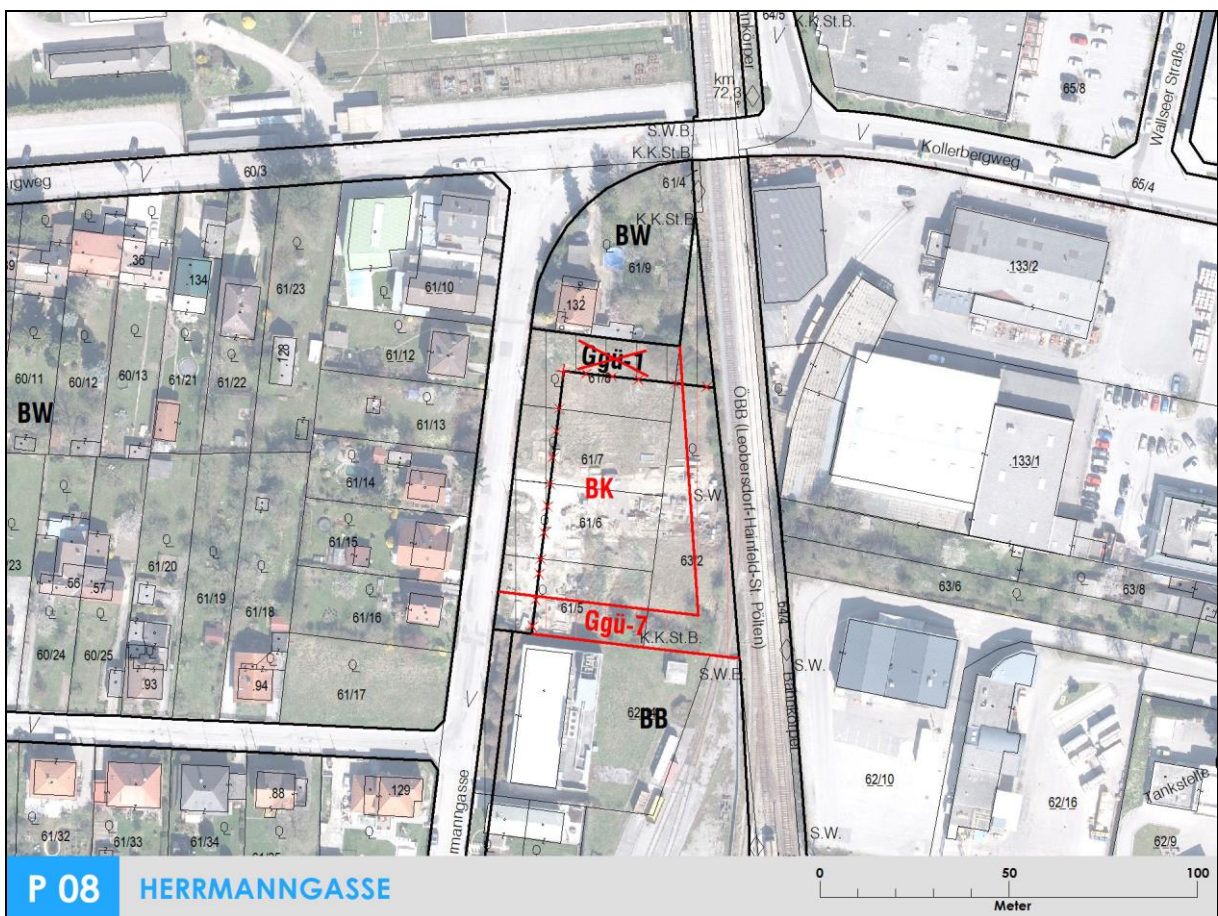 64/5
K.K.St.B.
65/8
Wallseer Straße
km
72,3
S.W.B.
K.K.St.B.
Kollerbergweg
65/4
60/3
61/4
K.K.St.B.
BW
61/9
.36
.134
61/23
61/10
.132
133/2
61/12
Ggü-1
61/8
.128
60/11
60/12
60/13
61/21
61/22
BW
61/13
ÖBB (Leobersdorf-Hainfeld-St. Pölten)
61/7
133/1
61/14
BK
S.W.
61/6
61/15
63/2
63/6
63/8
.56
.57
61/20
61/19
61/18
61/16
61/5
Ggü-7
K.K.St.B.
64/4
60/24
60/25
.93
.94
61/17
S.W.B.
S.W.
Bahnkörper
BB
62/10
62/16
Tankstelle
.88
.129
61/32
61/33
61/34
S.W.
62/9
P 08 HERRMANNGASSE
0 50 100
Meter